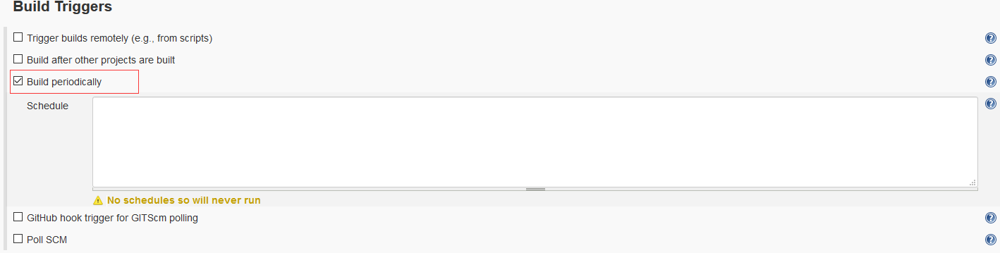 Build Triggers
Trigger builds remotely (e.g., from scripts)
Build after other projects are built
Build periodically
Schedule
No schedules so will never run
GitHub hook trigger for GITScm polling
Poll SCM